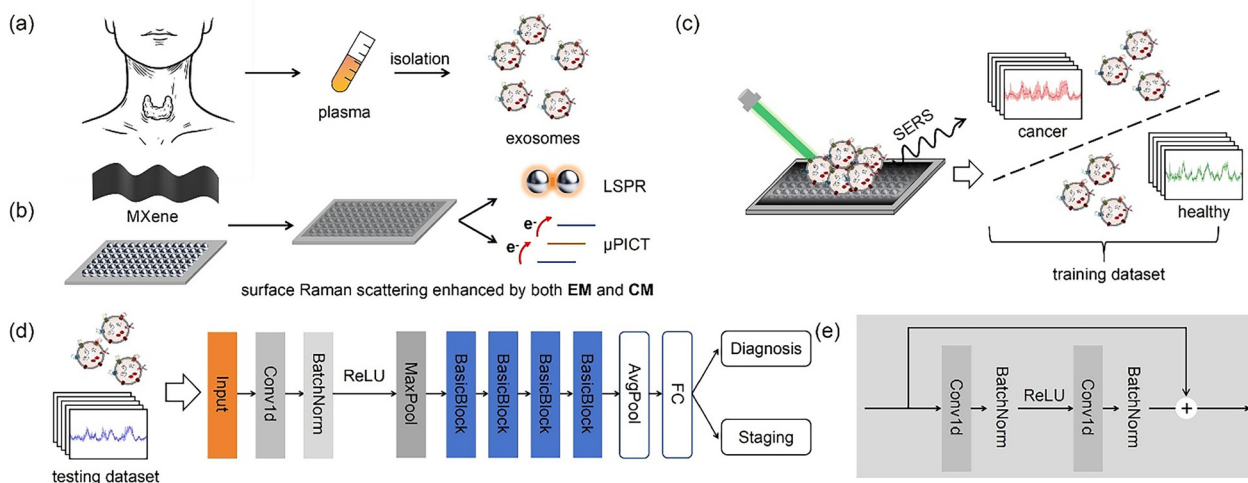 (a)
plasma
isolation
exosomes
MXene
(b)
LSPR
e-
e-
μPICT
surface Raman scattering enhanced by both EM and CM
(c)
SERS
cancer
healthy
training dataset
(d)
testing dataset
Input
Conv1d
BatchNorm
ReLU
MaxPool
BasicBlock
BasicBlock
BasicBlock
BasicBlock
AvgPool
FC
Diagnosis
Staging
(e)
Conv1d
BatchNorm
ReLU
Conv1d
BatchNorm
+